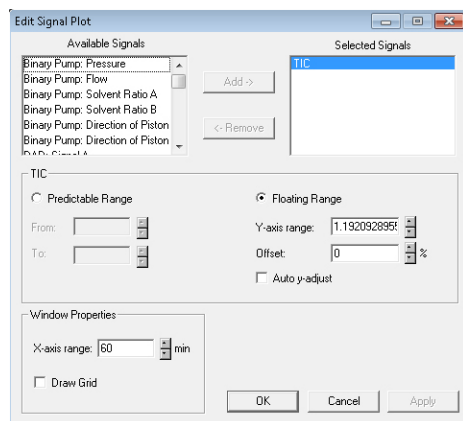 Edit Signal Plot
Available Signals
Selected Signals
Binary Pump: Pressure
Binary Pump: Flow
Binary Pump: Solvent Ratio A
Binary Pump: Solvent Ratio B
Binary Pump: Direction of Piston
Binary Pump: Direction of Piston
DAD: Signal A
Add ->
<- Remove
TIC
TIC
Predictable Range
From:
To:
Floating Range
Y-axis range: 1.1920928955
Offset: 0 %
Auto y-adjust
Window Properties
X-axis range: 60 min
Draw Grid
OK Cancel Apply